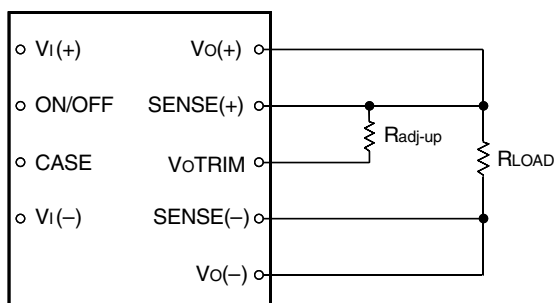 VI(+)
VO(+)
ON/OFF
SENSE(+)
Radj-up
CASE
VOTRIM
RLOAD
VI(–)
SENSE(–)
VO(–)